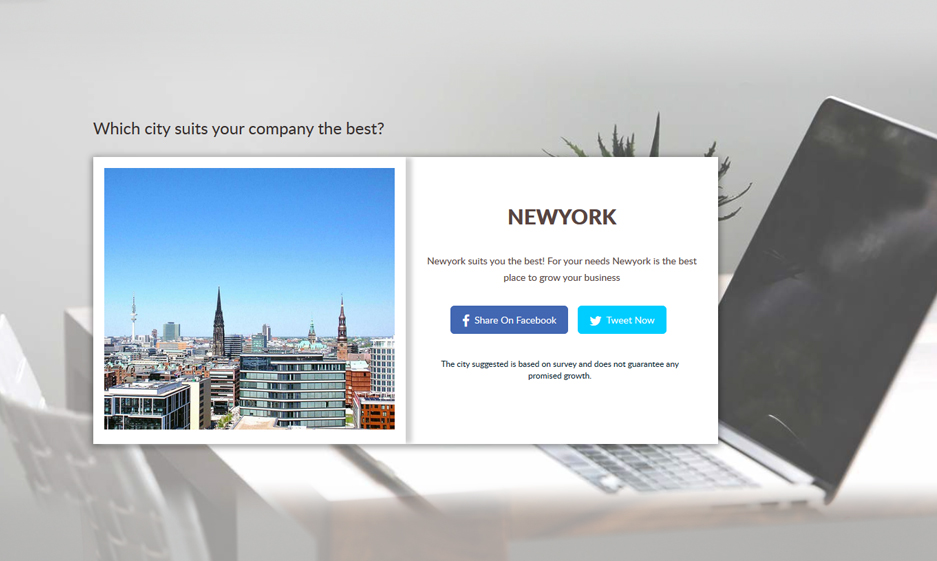 Which city suits your company the best?
NEWYORK
Newyork suits you the best! For your needs Newyork is the best
place to grow your business
Share On Facebook
Tweet Now
The city suggested is based on survey and does not guarantee any
promised growth.